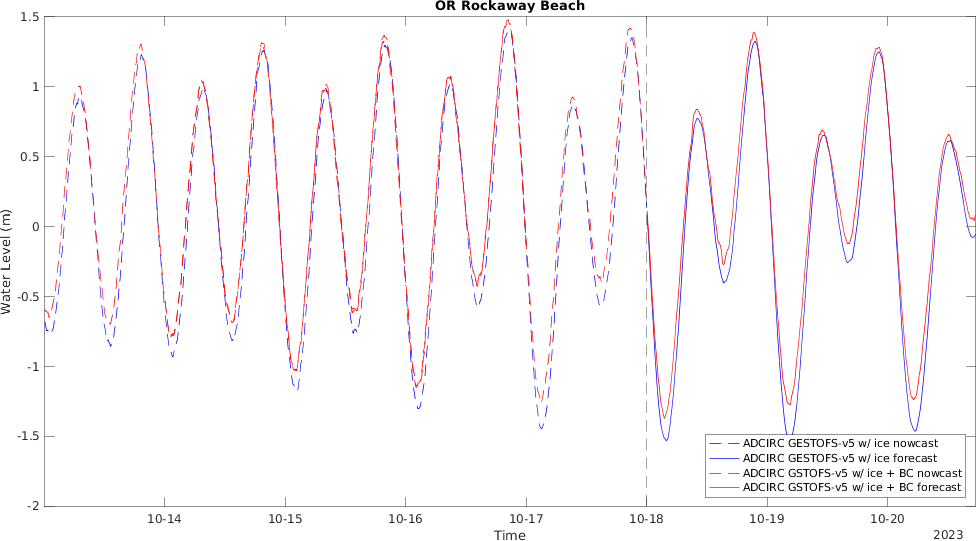 OR Rockaway Beach
1.5
1
0.5
0
-0.5
-1
-1.5
-2
Water Level (m)
10-14
10-15
10-16
10-17
10-18
10-19
10-20
Time
2023
ADCIRC GESTOFS-v5 w/ ice nowcast
ADCIRC GESTOFS-v5 w/ ice forecast
ADCIRC GSTOFS-v5 w/ ice + BC nowcast
ADCIRC GSTOFS-v5 w/ ice + BC forecast